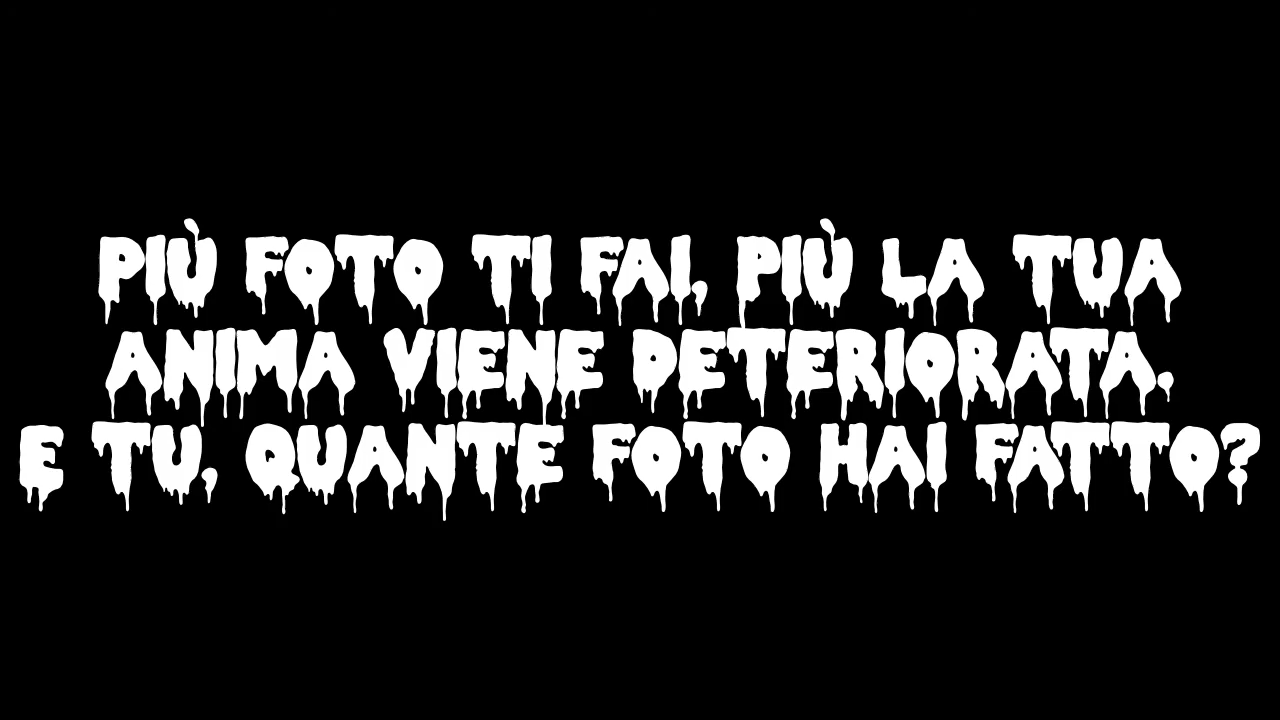 PIÙ FOTO TI FAI, PIÙ LA TUA
ANIMA VIENE DETERIORATA.
E TU, QUANTE FOTO HAI FATTO?